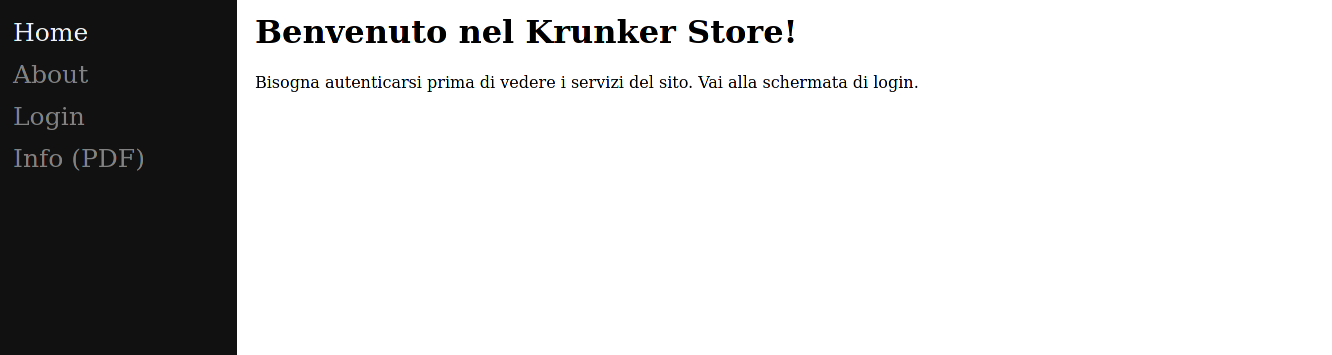 Home
About
Login
Info (PDF)
Benvenuto nel Krunker Store!
Bisogna autenticarsi prima di vedere i servizi del sito. Vai alla schermata di login.